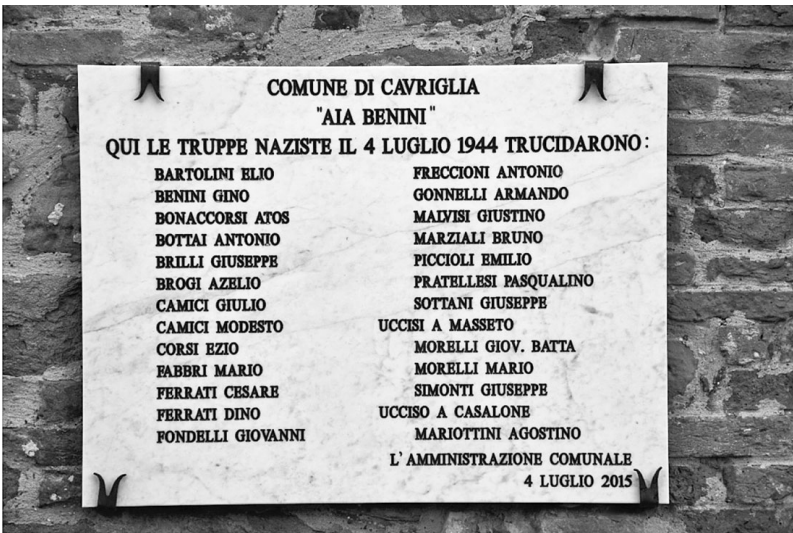 COMUNE DI CAVRIGLIA
"AIA BENINI"
QUI LE TRUPPE NAZISTE IL 4 LUGLIO 1944 TRUCIDARONO:
BARTOLINI ELIO
BENINI GINO
BONACCORSI ATOS
BOTTAI ANTONIO
BRILLI GIUSEPPE
BROGI AZELIO
CAMICI GIULIO
CAMICI MODESTO
CORSI EZIO
FABBRI MARIO
FERRATI CESARE
FERRATI DINO
FONDELLI GIOVANNI
FRECCIONI ANTONIO
GONNELLI ARMANDO
MALVISI GIUSTINO
MARZIALI BRUNO
PICCIOLI EMILIO
PRATELLESI PASQUALINO
SOTTANI GIUSEPPE
UCCISI A MASSETO
MORELLI GIOV. BATTA
MORELLI MARIO
SIMONTI GIUSEPPE
UCCISO A CASALONE
MARIOTTINI AGOSTINO
L'AMMINISTRAZIONE COMUNALE
4 LUGLIO 2015